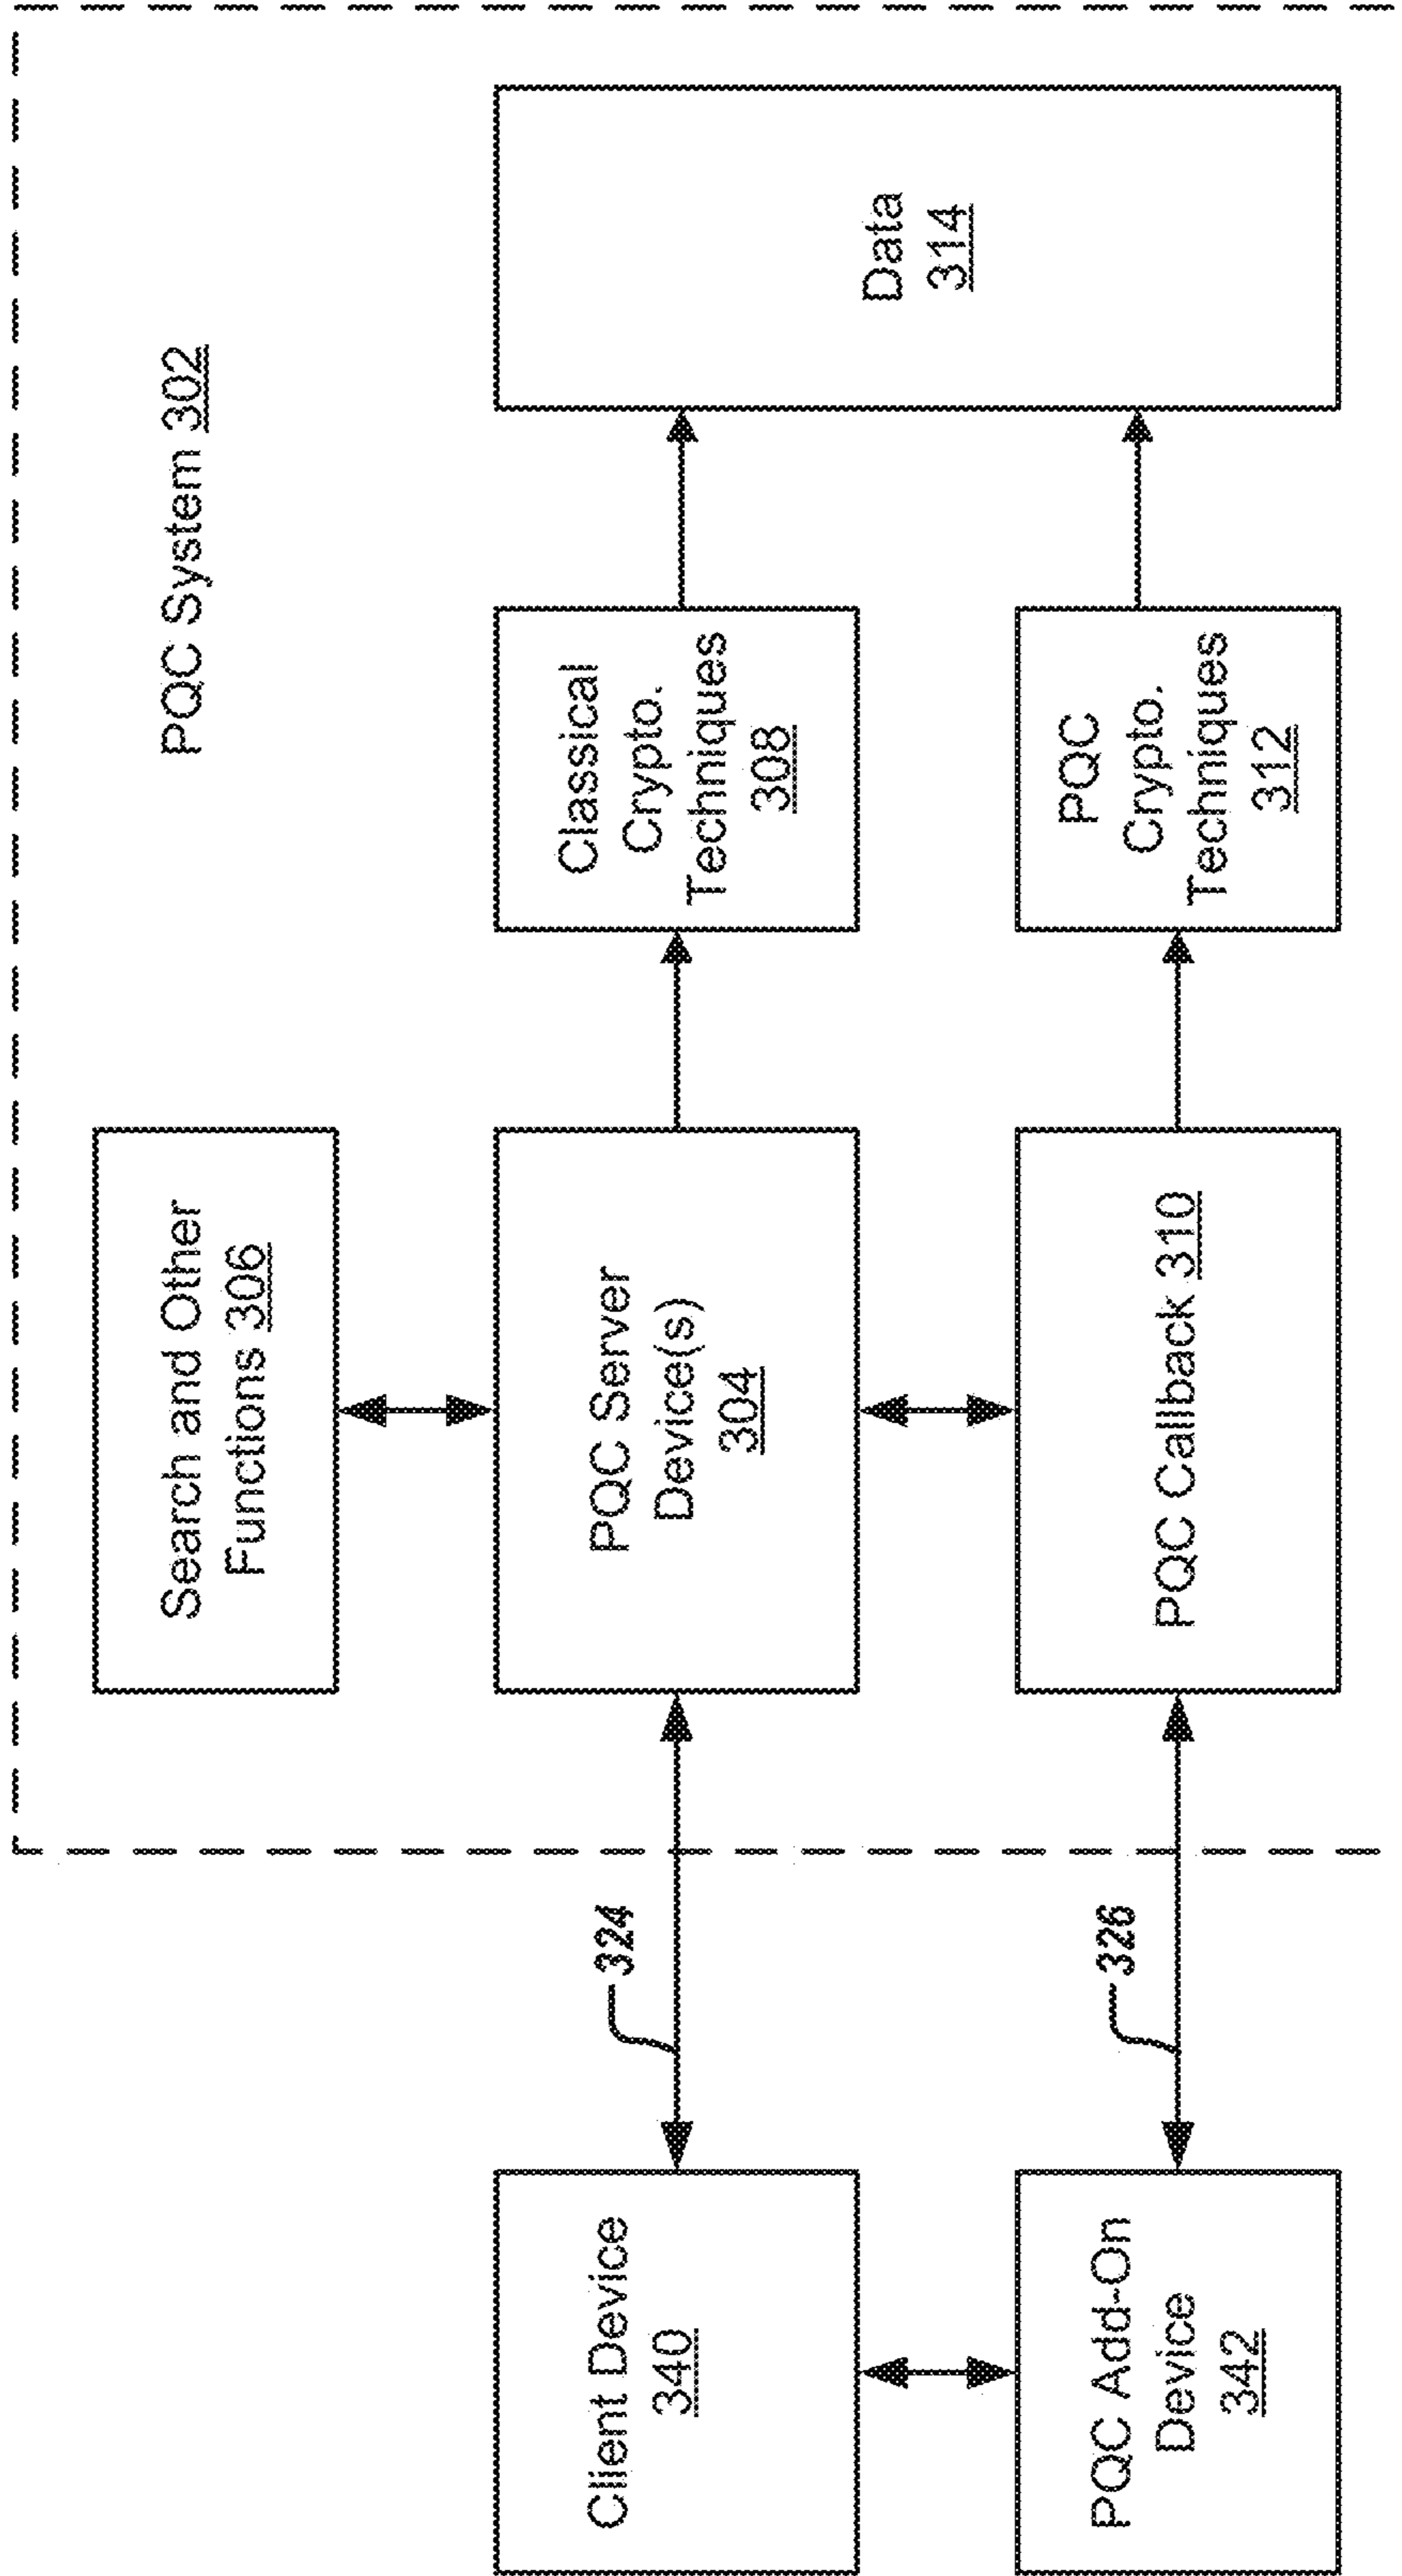 PQC System 302
Search and Other
Functions 306
Client Device
340
324
PQC Server
Device(s)
304
Classical
Crypto.
Techniques
308
Data
314
PQC Add-On
Device
342
326
PQC Callback 310
PQC
Crypto.
Techniques
312